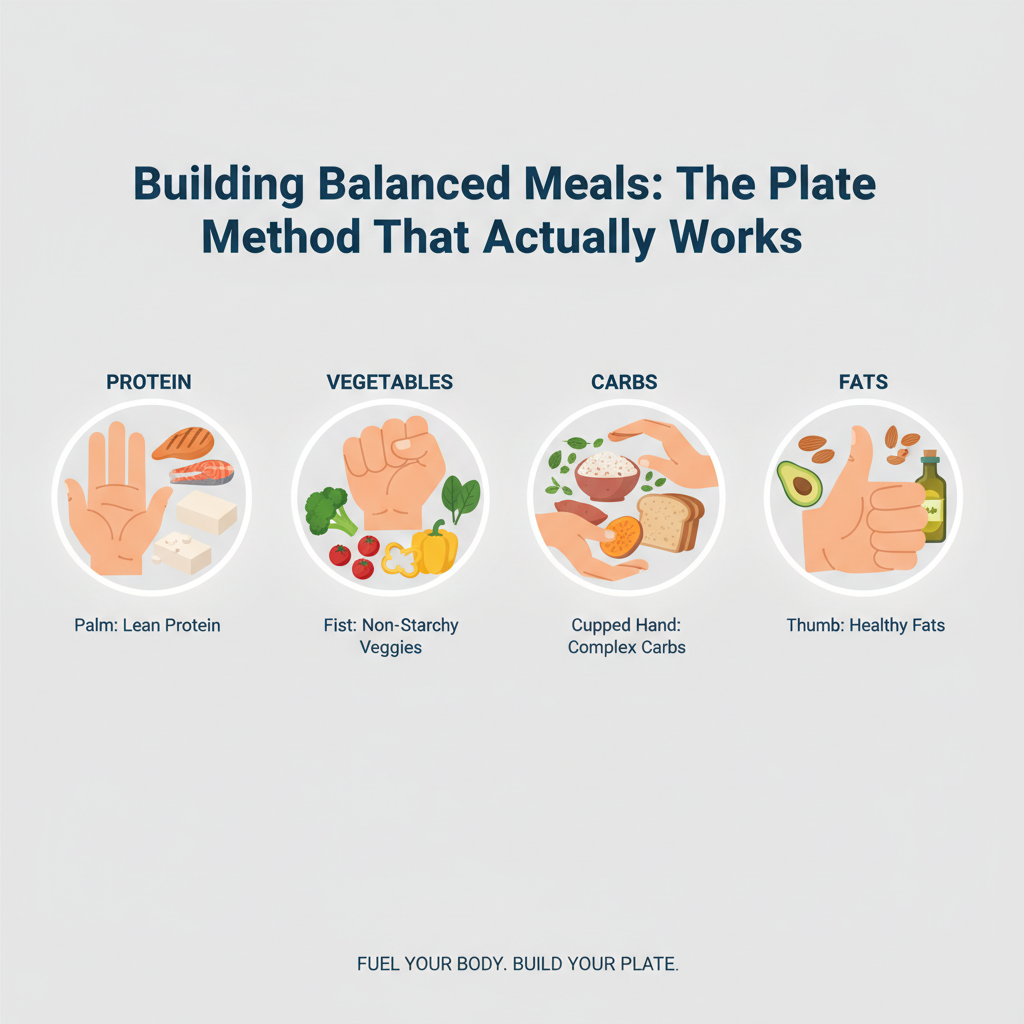 Building Balanced Meals: The Plate
Method That Actually Works
PROTEIN
VEGETABLES
CARBS
FATS
Palm: Lean Protein
Fist: Non-Starchy
Veggies
Cupped Hand:
Complex Carbs
Thumb: Healthy Fats
FUEL YOUR BODY. BUILD YOUR PLATE.